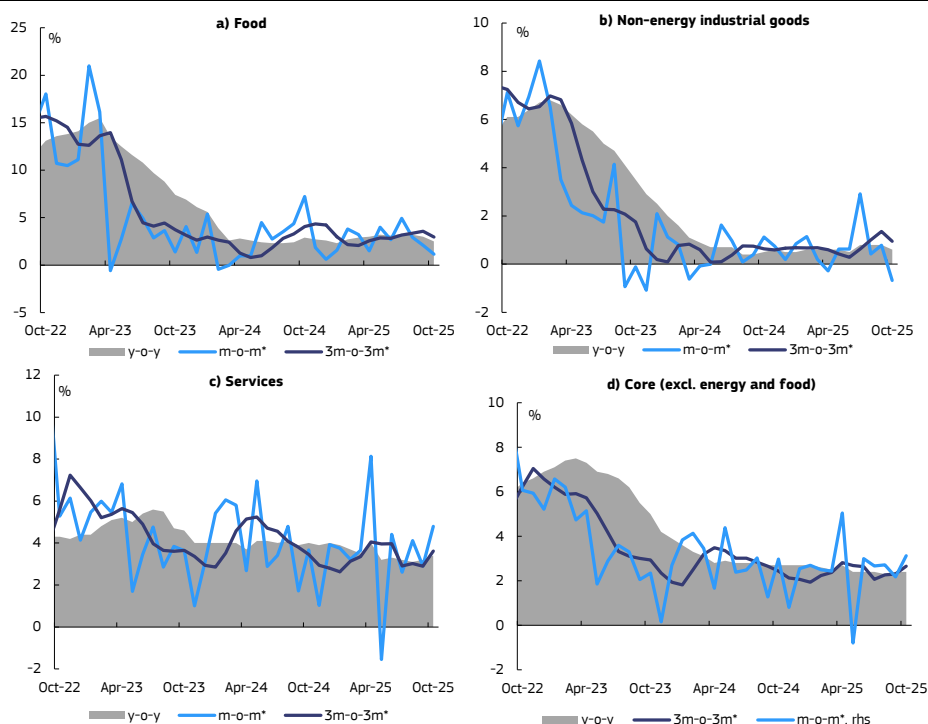 a) Food
%
25
20
15
10
5
0
-5
Oct-22 Apr-23 Oct-23 Apr-24 Oct-24 Apr-25 Oct-25
y-o-y m-o-m* 3m-o-3m*
b) Non-energy industrial goods
%
10
8
6
4
2
0
-2
Oct-22 Apr-23 Oct-23 Apr-24 Oct-24 Apr-25 Oct-25
y-o-y m-o-m* 3m-o-3m*
c) Services
%
12
10
8
6
4
2
0
-2
Oct-22 Apr-23 Oct-23 Apr-24 Oct-24 Apr-25 Oct-25
y-o-y m-o-m* 3m-o-3m*
d) Core (excl. energy and food)
%
10
8
6
4
2
0
-2
Oct-22 Apr-23 Oct-23 Apr-24 Oct-24 Apr-25 Oct-25
y-o-y 3m-o-3m* m-o-m*, rhs